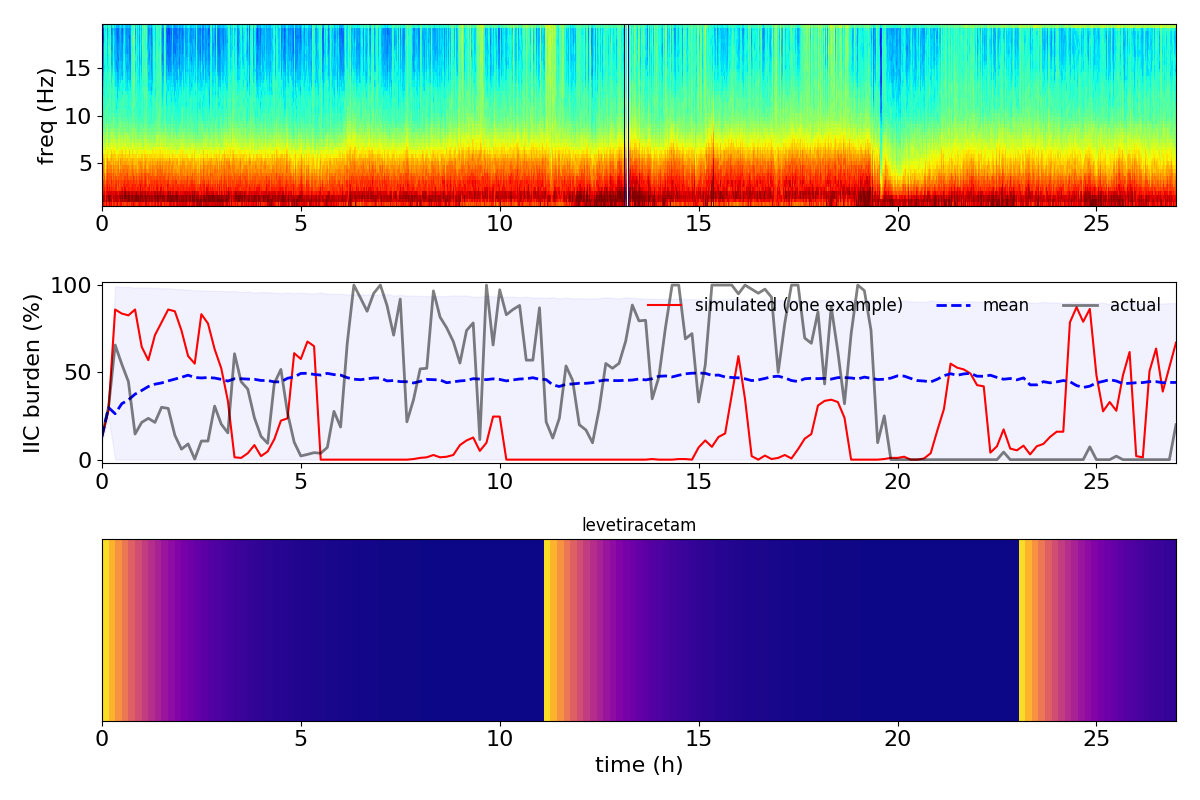 freq (Hz)
15
10
5
0 5 10 15 20 25
IIC burden (%)
100
50
0
simulated (one example) mean actual
0 5 10 15 20 25
levetiracetam
0 5 10 15 20 25
time (h)